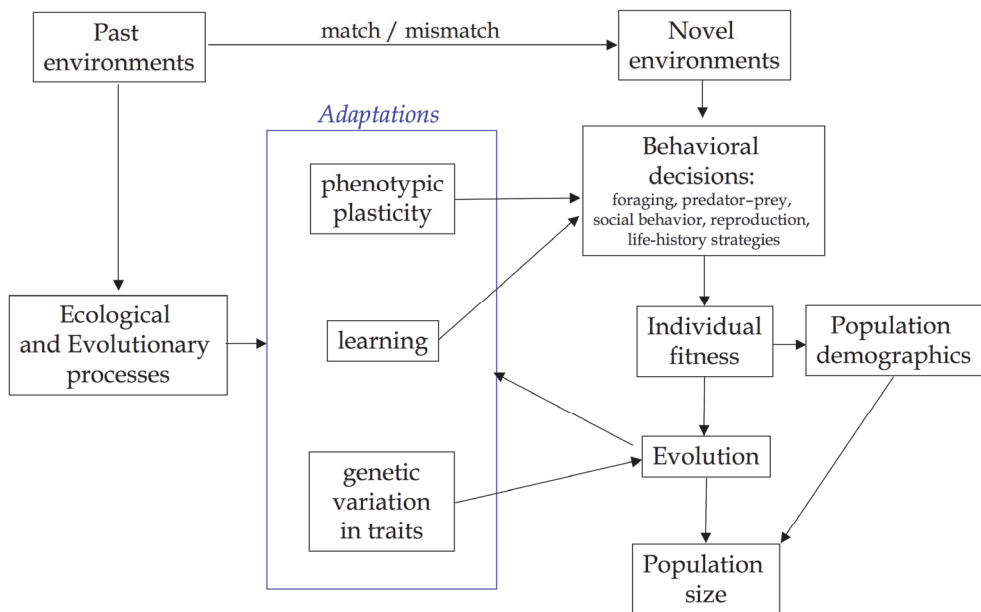 Past
environments
match / mismatch
Novel
environments
Adaptations
phenotypic
plasticity
Behavioral
decisions:
foraging, predator–prey,
social behavior, reproduction,
life-history strategies
Ecological
and Evolutionary
processes
learning
Individual
fitness
Population
demographics
genetic
variation
in traits
Evolution
Population
size